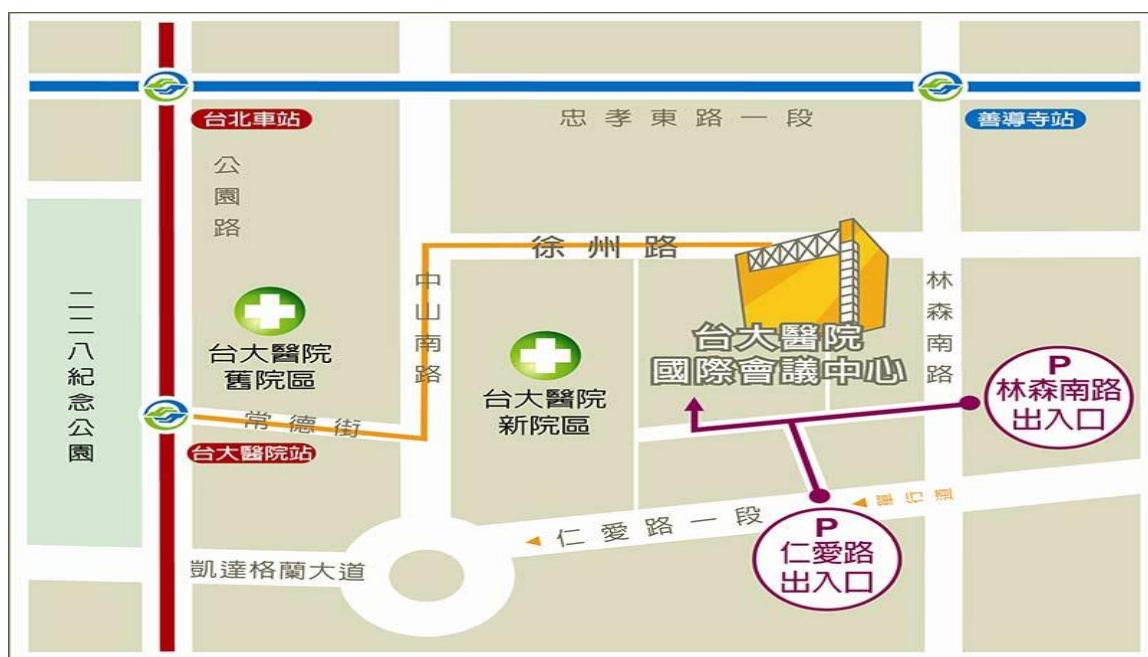 台北車站
忠孝東路一段
善導寺站
公園路
徐州路
中山南路
林森南路
二二八紀念公園
台大醫院
舊院區
台大醫院
新院區
台大醫院
國際會議中心
P
林森南路
出入口
常德街
台大醫院站
單行道
仁愛路一段
P
仁愛路
出入口
凱達格蘭大道